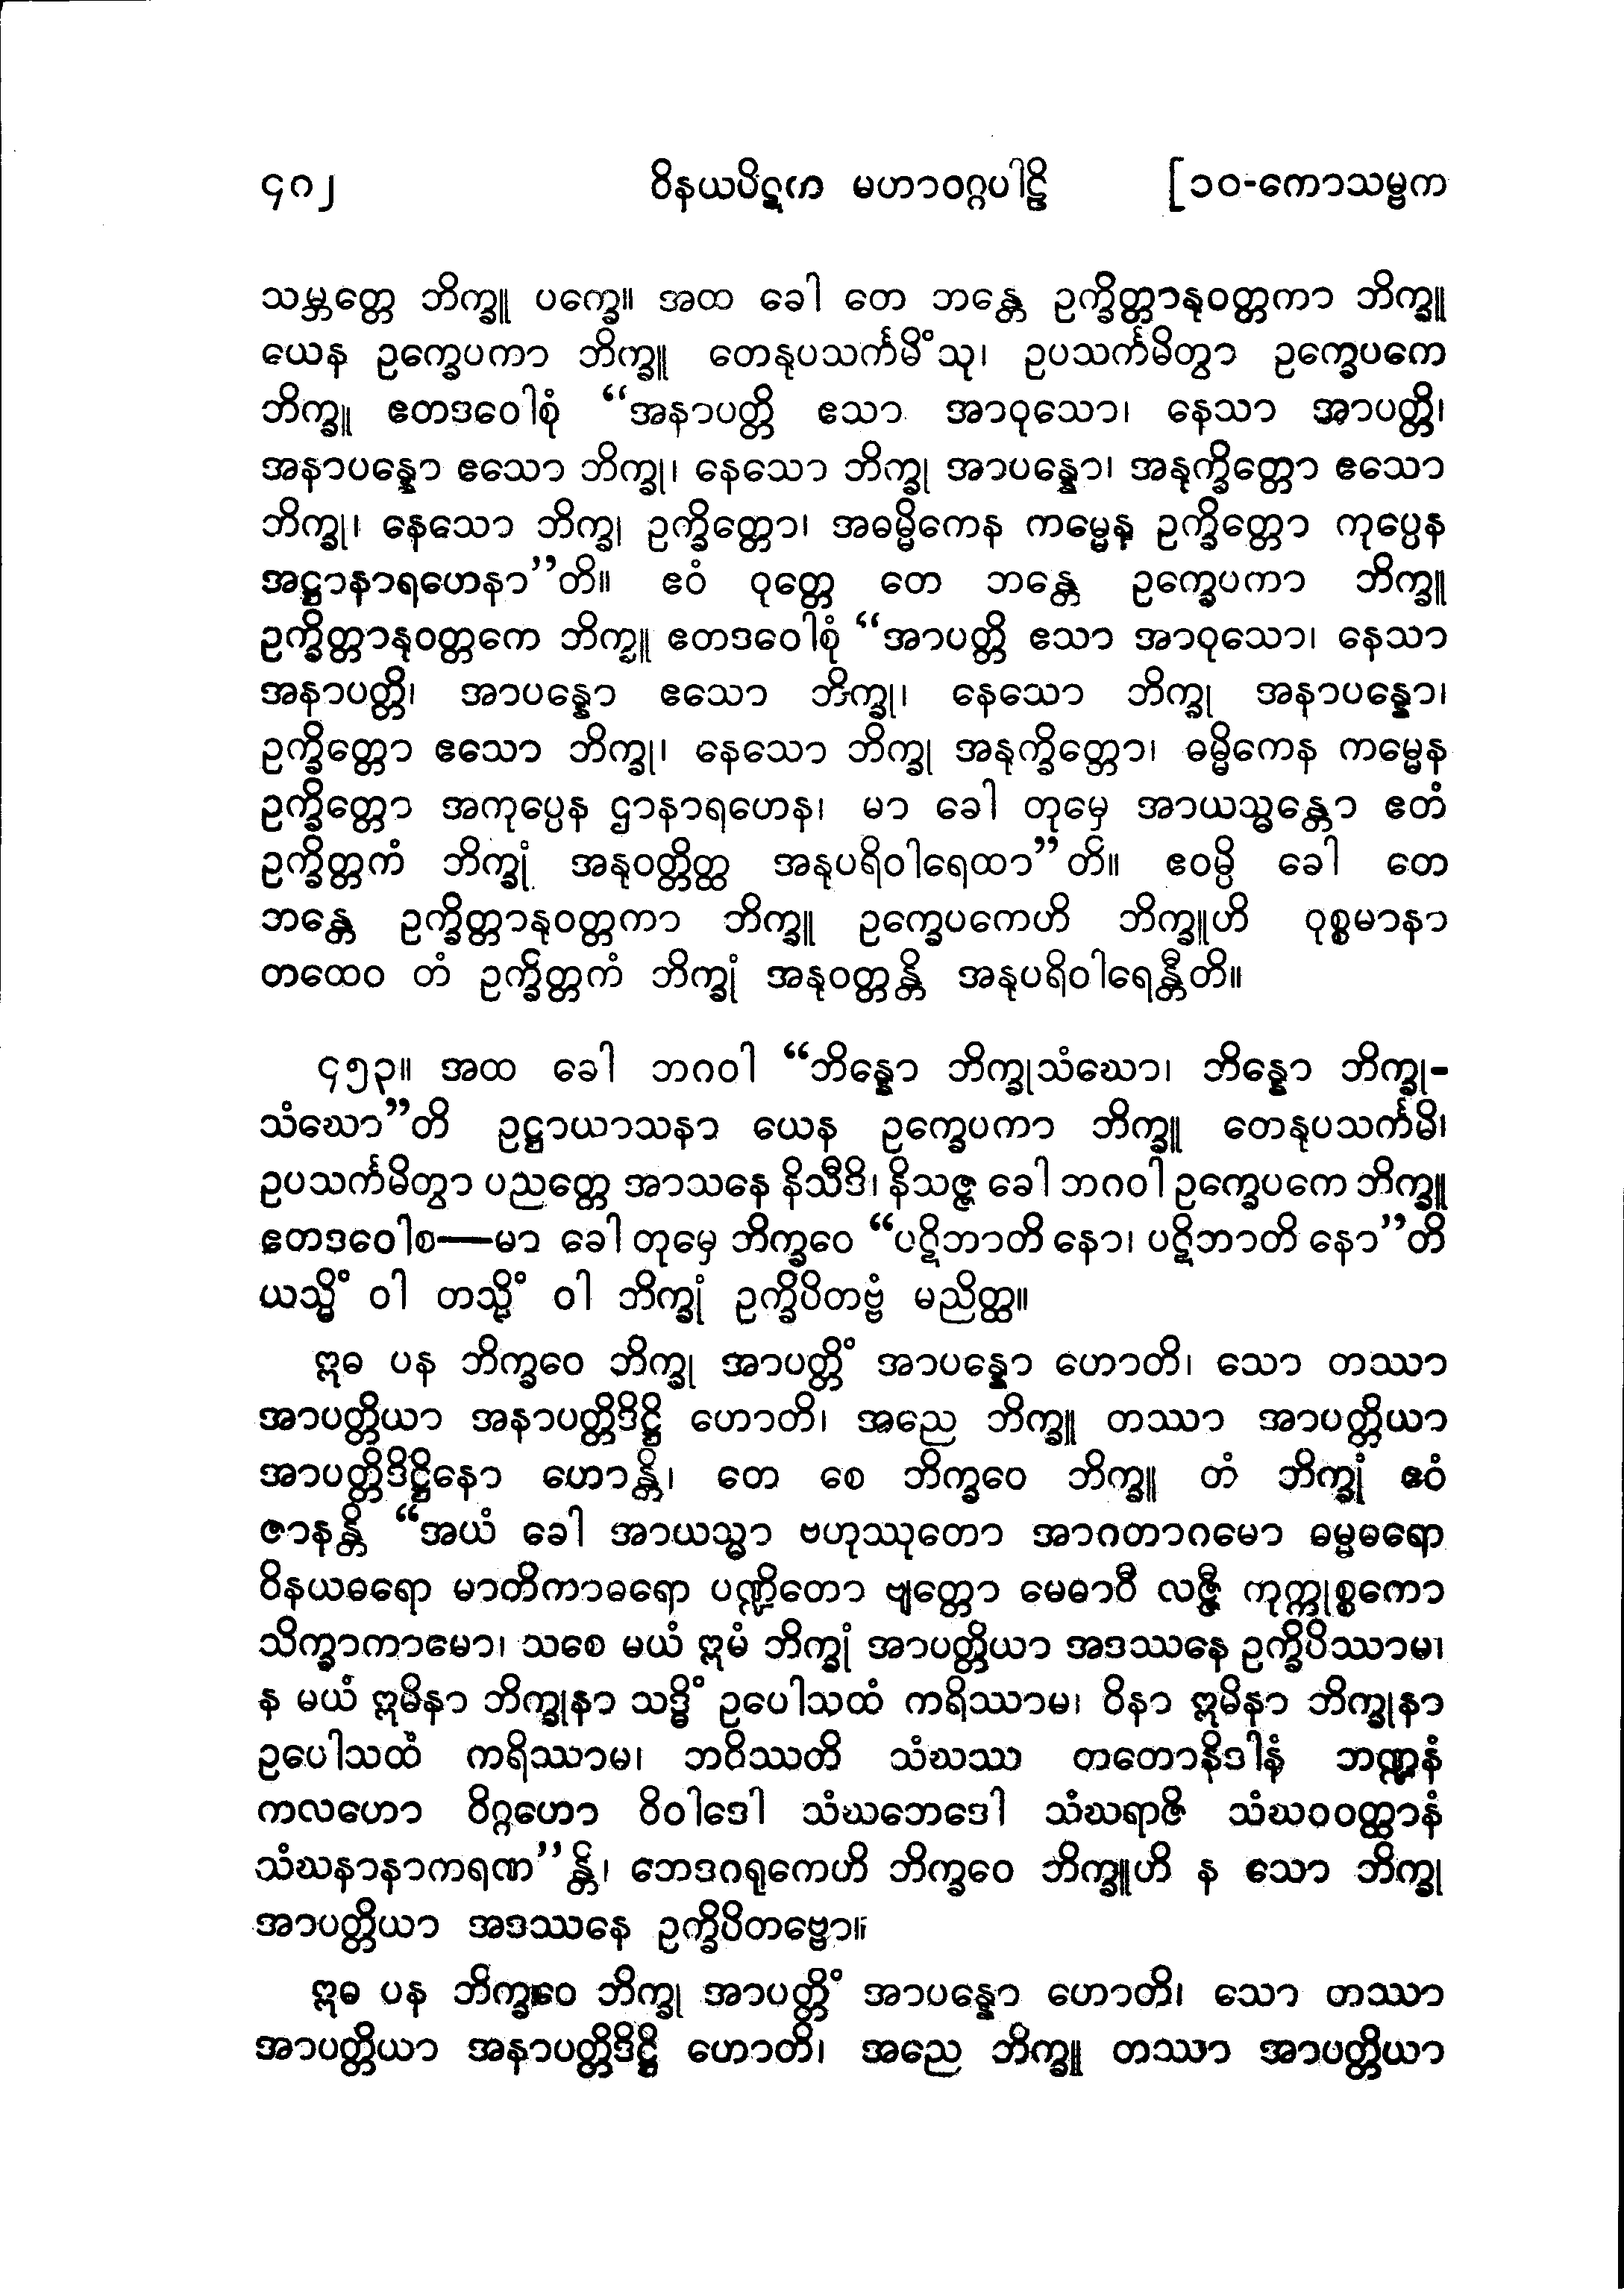 ၄၈၂ ဝိနယပိဋက မဟာဝဂ္ဂပါဠိ [၁၀-ကောသမ္ဗက
သမ္ဘတ္တေ ဘိက္ခူ ပက္ခေ။ အထ ခေါ တေ ဘန္တေ ဥက္ခိတ္တာနုဝတ္တကာ ဘိက္ခူ
ယေန ဥက္ခေပကာ ဘိက္ခူ တေနုပသင်္ကမိံသု၊ ဥပသင်္ကမိတွာ ဥက္ခေပကေ
ဘိက္ခူ ဧတဒဝေါစုံ “အနာပတ္တိ ဧသာ အာဝုသော၊ နေသာ အာပတ္တိ၊
အနာပန္နော ဧသော ဘိက္ခု၊ နေသော ဘိက္ခု အာပန္နော၊ အနုက္ခိတ္တော ဧသော
ဘိက္ခု၊ နေသော ဘိက္ခု ဥက္ခိတ္တော၊ အဓမ္မိကေန ကမ္မေန ဥက္ခိတ္တော ကုပ္ပေန
အဋ္ဌာနာရဟေနာ”တိ။ ဧဝံ ဝုတ္တေ တေ ဘန္တေ ဥက္ခေပကာ ဘိက္ခူ
ဥက္ခိတ္တာနုဝတ္တကေ ဘိက္ခူ ဧတဒဝေါစုံ “အာပတ္တိ ဧသာ အာဝုသော၊ နေသာ
အနာပတ္တိ၊ အာပန္နော ဧသော ဘိက္ခု၊ နေသော ဘိက္ခု အနာပန္နော၊
ဥက္ခိတ္တော ဧသော ဘိက္ခု၊ နေသော ဘိက္ခု အနုက္ခိတ္တော၊ ဓမ္မိကေန ကမ္မေန
ဥက္ခိတ္တော အကုပ္ပေန ဌာနာရဟေန၊ မာ ခေါ တုမှေ အာယသ္မန္တော ဧတံ
ဥက္ခိတ္တကံ ဘိက္ခုံ အနုဝတ္တိတ္ထ အနုပရိဝါရေထာ”တိ။ ဧဝမ္ပိ ခေါ တေ
ဘန္တေ ဥက္ခိတ္တာနုဝတ္တကာ ဘိက္ခူ ဥက္ခေပကေဟိ ဘိက္ခူဟိ ဝုစ္စမာနာ
တထေဝ တံ ဥက္ခိတ္တကံ ဘိက္ခုံ အနုဝတ္တန္တိ အနုပရိဝါရေန္တီတိ။
၄၅၃။ အထ ခေါ ဘဂဝါ “ဘိန္နော ဘိက္ခုသံဃော၊ ဘိန္နော ဘိက္ခု-
သံဃော”တိ ဥဋ္ဌာယာသနာ ယေန ဥက္ခေပကာ ဘိက္ခူ တေနုပသင်္ကမိ၊
ဥပသင်္ကမိတွာ ပညတ္တေ အာသနေ နိသီဒိ၊ နိသဇ္ဇ ခေါ ဘဂဝါ ဥက္ခေပကေ ဘိက္ခူ
ဧတဒဝေါစ—မာ ခေါ တုမှေ ဘိက္ခဝေ “ပဋိဘာတိ နော၊ ပဋိဘာတိ နော”တိ
ယသ္မိံ ဝါ တသ္မိံ ဝါ ဘိက္ခုံ ဥက္ခိပိတဗ္ဗံ မညိတ္ထ။
ဣဓ ပန ဘိက္ခဝေ ဘိက္ခု အာပတ္တိံ အာပန္နော ဟောတိ၊ သော တဿာ
အာပတ္တိယာ အနာပတ္တိဒိဋ္ဌိ ဟောတိ၊ အညေ ဘိက္ခူ တဿာ အာပတ္တိယာ
အာပတ္တိဒိဋ္ဌိနော ဟောန္တိ၊ တေ စေ ဘိက္ခဝေ ဘိက္ခူ တံ ဘိက္ခုံ ဧဝံ
ဇာနန္တိ “အယံ ခေါ အာယသ္မာ ဗဟုဿုတော အာဂတာဂမော ဓမ္မဓရော
ဝိနယဓရော မာတိကာဓရော ပဏ္ဍိတော ဗျတ္တော မေဓာဝီ လဇ္ဇီ ကုက္ကုစ္စကော
သိက္ခာကာမော၊ သစေ မယံ ဣမံ ဘိက္ခုံ အာပတ္တိယာ အဒဿနေ ဥက္ခိပိဿာမ၊
န မယံ ဣမိနာ ဘိက္ခုနာ သဒ္ဓိံ ဥပေါသထံ ကရိဿာမ၊ ဝိနာ ဣမိနာ ဘိက္ခုနာ
ဥပေါသထံ ကရိဿာမ၊ ဘဝိဿတိ သံဃဿ တတောနိဒါနံ ဘဏ္ဍနံ
ကလဟော ဝိဂ္ဂဟော ဝိဝါဒေါ သံဃဘေဒေါ သံဃရာဇိ သံဃဝဝတ္ထာနံ
သံဃနာနာကရဏ”န္တိ၊ ဘေဒဂရုကေဟိ ဘိက္ခဝေ ဘိက္ခူဟိ န သော ဘိက္ခု
အာပတ္တိယာ အဒဿနေ ဥက္ခိပိတဗ္ဗော။
ဣဓ ပန ဘိက္ခဝေ ဘိက္ခု အာပတ္တိံ အာပန္နော ဟောတိ၊ သော တဿာ
အာပတ္တိယာ အနာပတ္တိဒိဋ္ဌိ ဟောတိ၊ အညေ ဘိက္ခူ တဿာ အာပတ္တိယာ